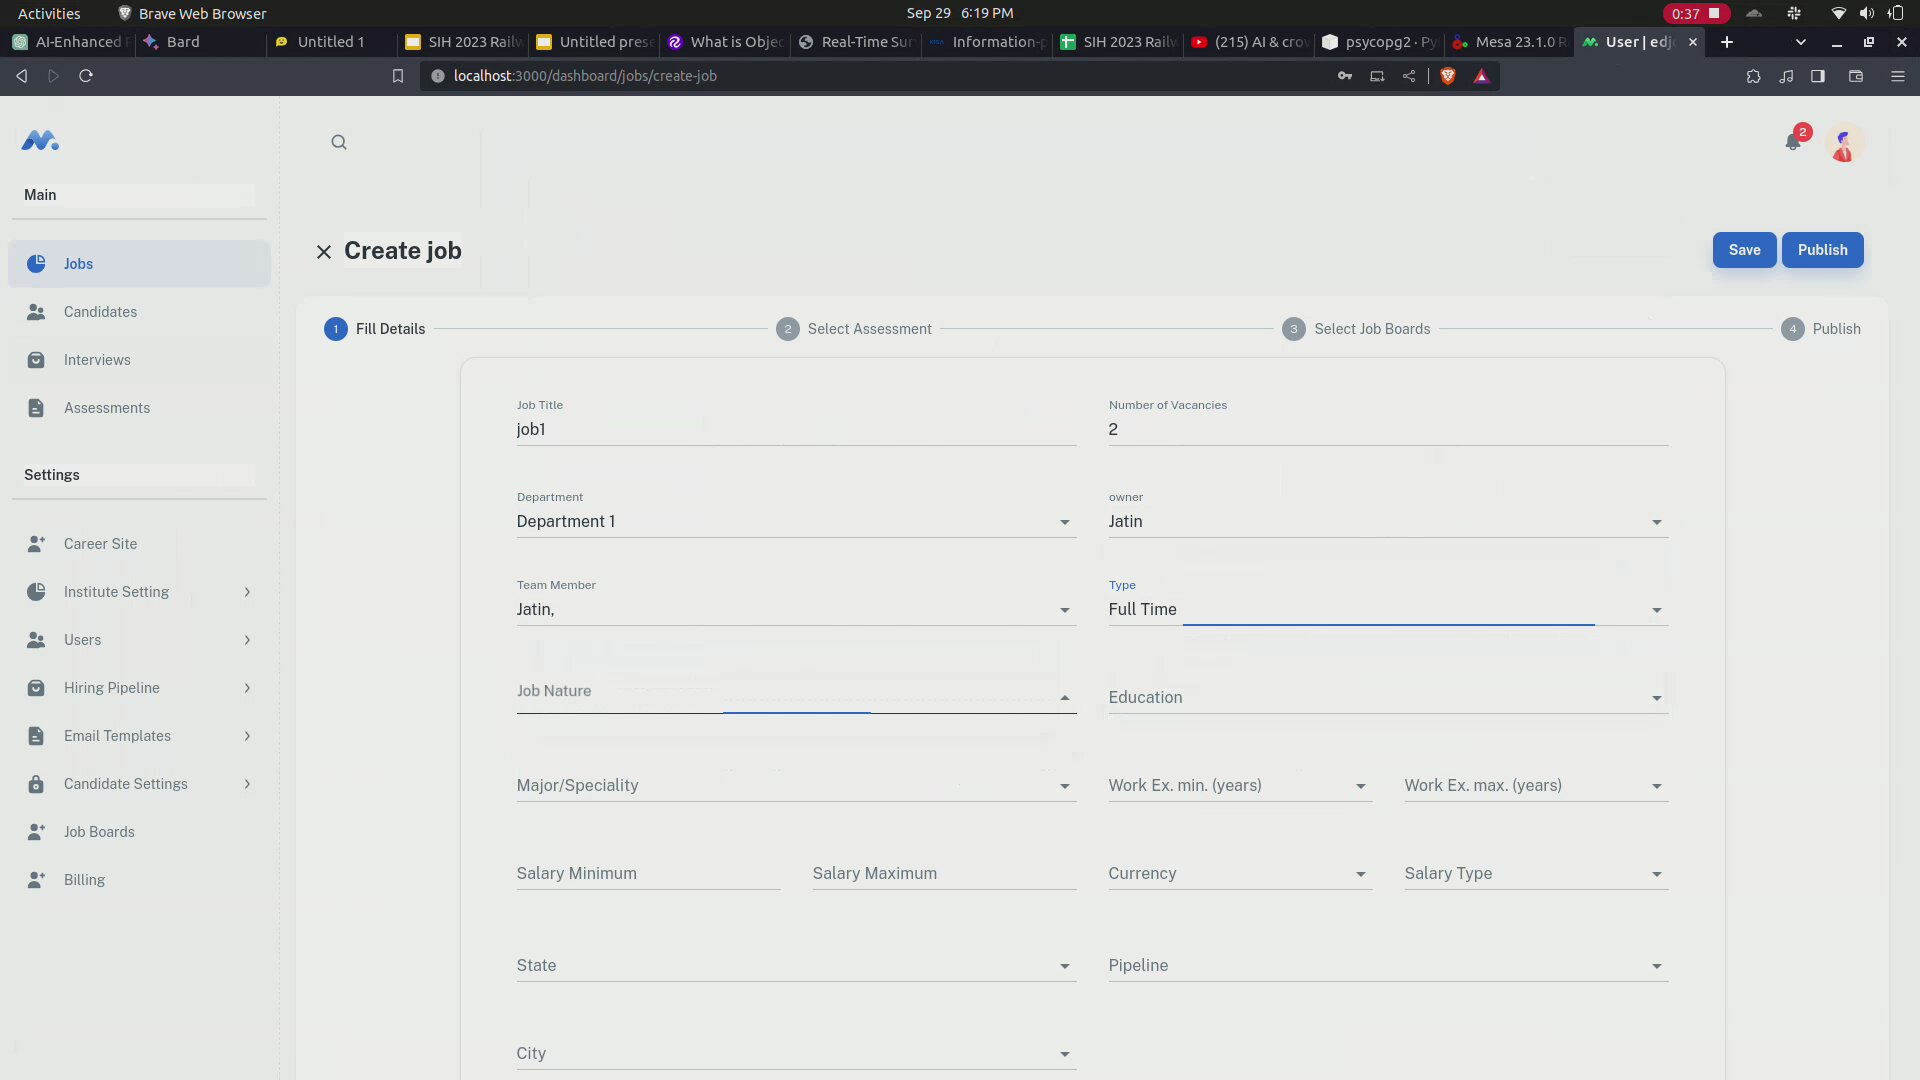 Activities
Brave Web Browser
Sep 29 6:19 PM
0:37
AI-Enhanced
Bard
Untitled 1
SIH 2023 Railw
Untitled prese
What is Objec
Real-Time Sur
Information-p
SIH 2023 Railw
(215) AI & crow
psycopg2 · Py
Mesa 23.1.0 R
User | edjo
localhost:3000/dashboard/jobs/create-job
2
Main
Create job
Save
Publish
Jobs
1
Fill Details
2
Select Assessment
3
Select Job Boards
4
Publish
Candidates
Interviews
Assessments
Job Title
job1
Number of Vacancies
2
Settings
Department
Department 1
owner
Jatin
Career Site
Institute Setting
Team Member
Jatin,
Type
Full Time
Users
Hiring Pipeline
Job Nature
Education
Email Templates
Candidate Settings
Major/Speciality
Work Ex. min. (years)
Work Ex. max. (years)
Job Boards
Billing
Salary Minimum
Salary Maximum
Currency
Salary Type
State
Pipeline
City